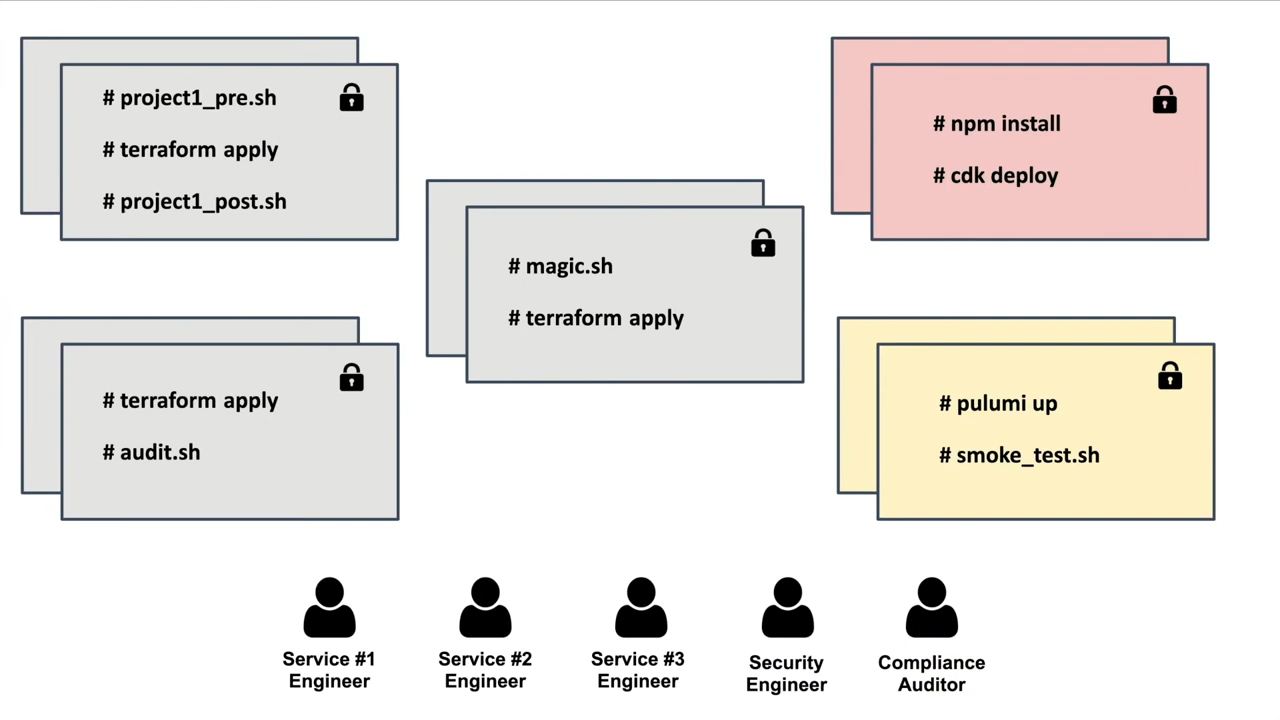 # project1_pre.sh
# terraform apply
# project1_post.sh
# npm install
# cdk deploy
# magic.sh
# terraform apply
# terraform apply
# audit.sh
# pulumi up
# smoke_test.sh
Service #1
Engineer
Service #2
Engineer
Service #3
Engineer
Security
Engineer
Compliance
Auditor